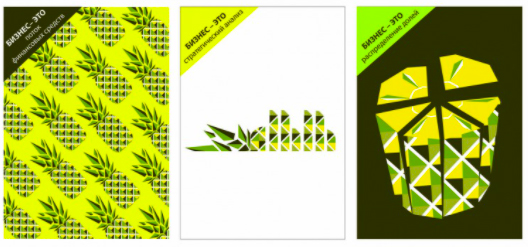 БИЗНЕС – ЭТО
ПОТОК
финансовых средств
БИЗНЕС – ЭТО
стратегический анализ
БИЗНЕС – ЭТО
распределение долей